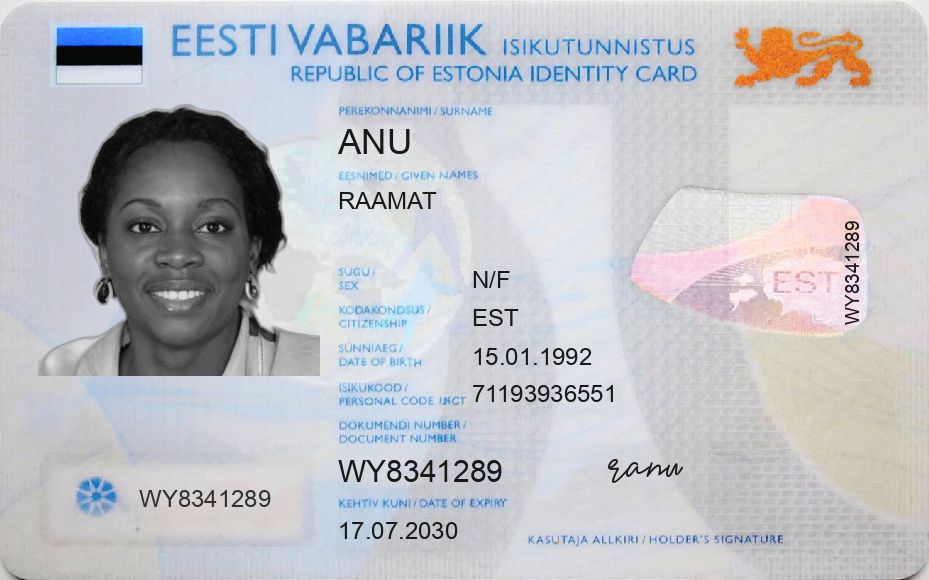 EESTI VABARIIK ISIKUTUNNISTUS
REPUBLIC OF ESTONIA IDENTITY CARD
PEREKONNANIMI / SURNAME
ANU
EESNIMED / GIVEN NAMES
RAAMAT
SUGU /
SEX
N/F
KODAKONDSUS /
CITIZENSHIP
EST
SÜNNIAEG /
DATE OF BIRTH
15.01.1992
ISIKUKOOD /
PERSONAL CODE
71193936551
DOKUMENDI NUMBER /
DOCUMENT NUMBER
WY8341289
KEHTIV KUNI / DATE OF EXPIRY
17.07.2030
WY8341289
EST
WY8341289
ranu
KASUTAJA ALLKIRI / HOLDER'S SIGNATURE